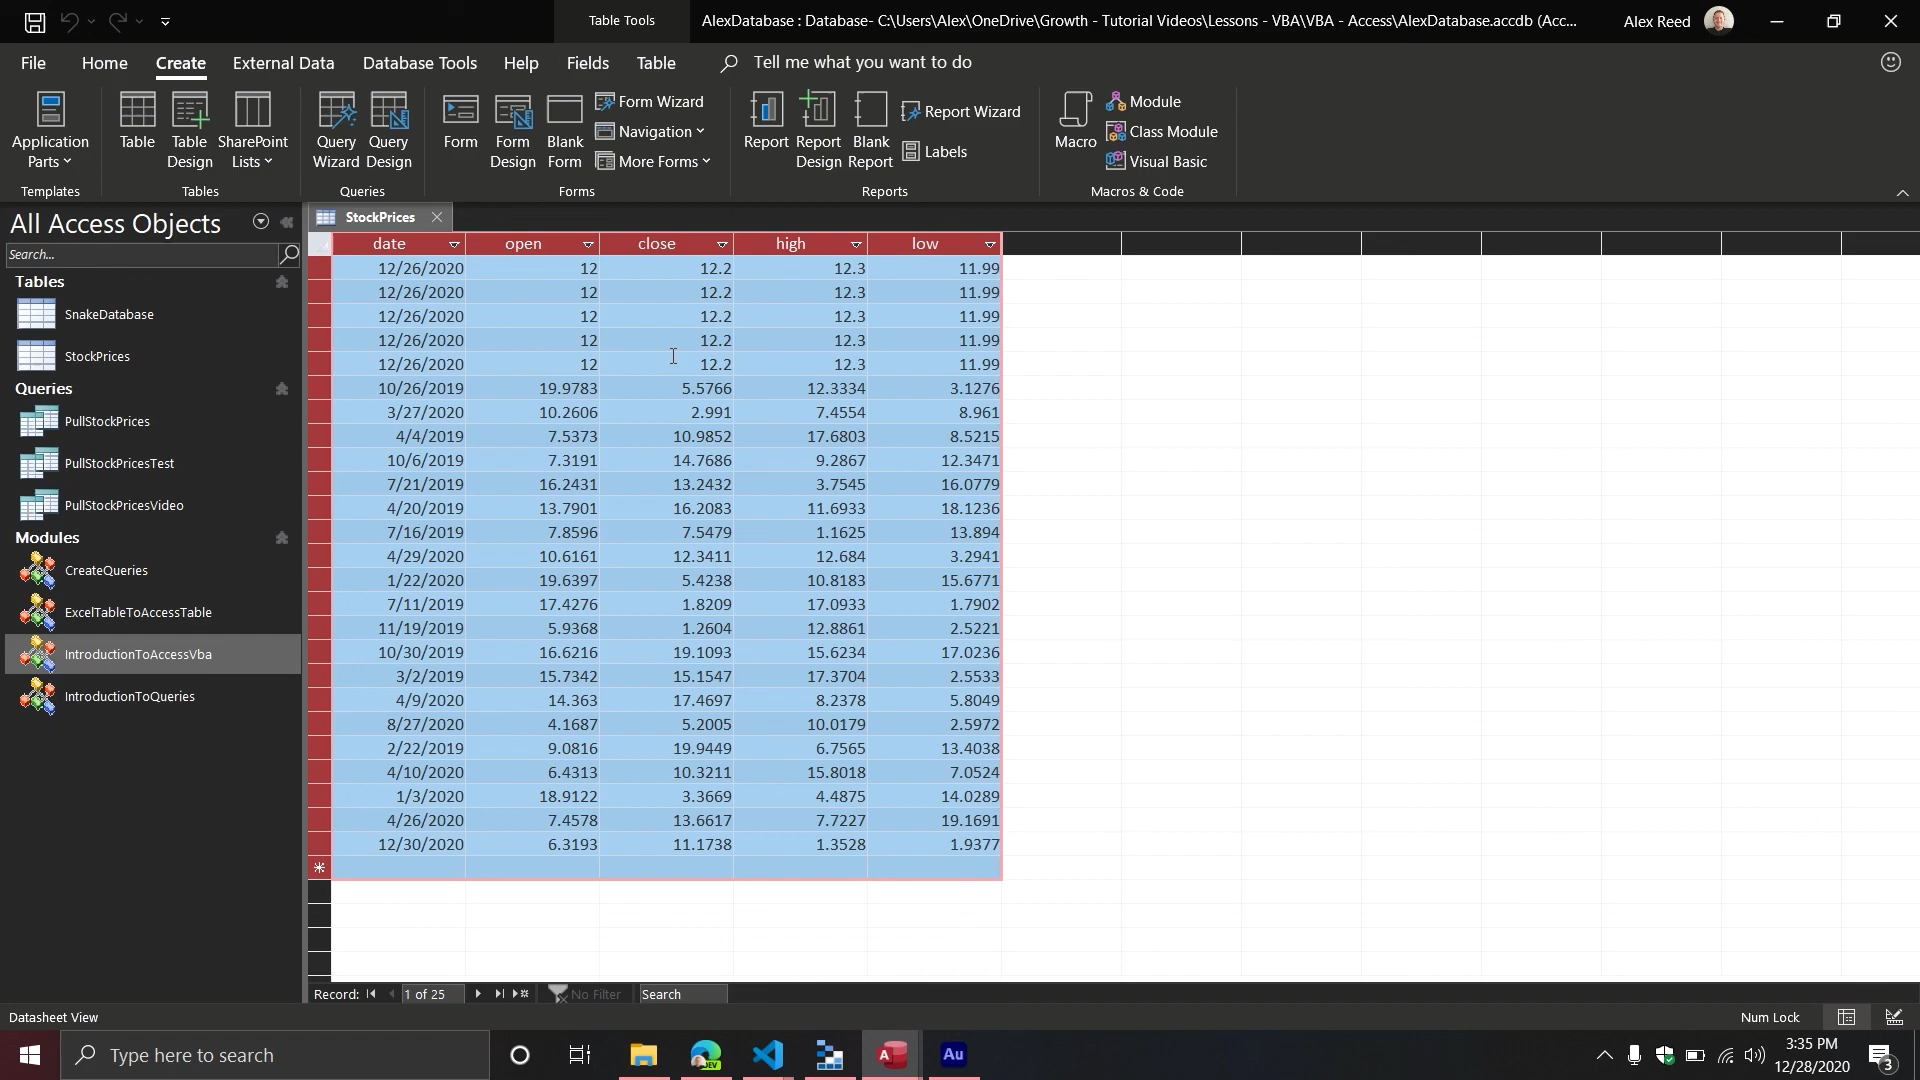 Table Tools
AlexDatabase : Database- C:\Users\Alex\OneDrive\Growth - Tutorial Videos\Lessons - VBA\VBA - Access\AlexDatabase.accdb (Acc...
Alex Reed
File Home Create External Data Database Tools Help Fields Table Tell me what you want to do
Application Parts
Templates
Table
Table Design
SharePoint Lists
Tables
Query Wizard
Query Design
Queries
Form
Form Design
Blank Form
Form Wizard
Navigation
More Forms
Forms
Report
Report Design
Blank Report
Report Wizard
Labels
Reports
Macro
Module
Class Module
Visual Basic
Macros & Code
All Access Objects
Search...
Tables
SnakeDatabase
StockPrices
Queries
PullStockPrices
PullStockPricesTest
PullStockPricesVideo
Modules
CreateQueries
ExcelTableToAccessTable
IntroductionToAccessVba
IntroductionToQueries
StockPrices
date open close high low
12/26/2020 12 12.2 12.3 11.99
12/26/2020 12 12.2 12.3 11.99
12/26/2020 12 12.2 12.3 11.99
12/26/2020 12 12.2 12.3 11.99
12/26/2020 12 12.2 12.3 11.99
10/26/2019 19.9783 5.5766 12.3334 3.1276
3/27/2020 10.2606 2.991 7.4554 8.961
4/4/2019 7.5373 10.9852 17.6803 8.5215
10/6/2019 7.3191 14.7686 9.2867 12.3471
7/21/2019 16.2431 13.2432 3.7545 16.0779
4/20/2019 13.7901 16.2083 11.6933 18.1236
7/16/2019 7.8596 7.5479 1.1625 13.894
4/29/2020 10.6161 12.3411 12.684 3.2941
1/22/2020 19.6397 5.4238 10.8183 15.6771
7/11/2019 17.4276 1.8209 17.0933 1.7902
11/19/2019 5.9368 1.2604 12.8861 2.5221
10/30/2019 16.6216 19.1093 15.6234 17.0236
3/2/2019 15.7342 15.1547 17.3704 2.5533
4/9/2020 14.363 17.4697 8.2378 5.8049
8/27/2020 4.1687 5.2005 10.0179 2.5972
2/22/2019 9.0816 19.9449 6.7565 13.4038
4/10/2020 6.4313 10.3211 15.8018 7.0524
1/3/2020 18.9122 3.3669 4.4875 14.0289
4/26/2020 7.4578 13.6617 7.7227 19.1691
12/30/2020 6.3193 11.1738 1.3528 1.9377
Record: 1 of 25 No Filter Search
Datasheet View
Num Lock
Type here to search
DEV
A
Au
3:35 PM
12/28/2020
3